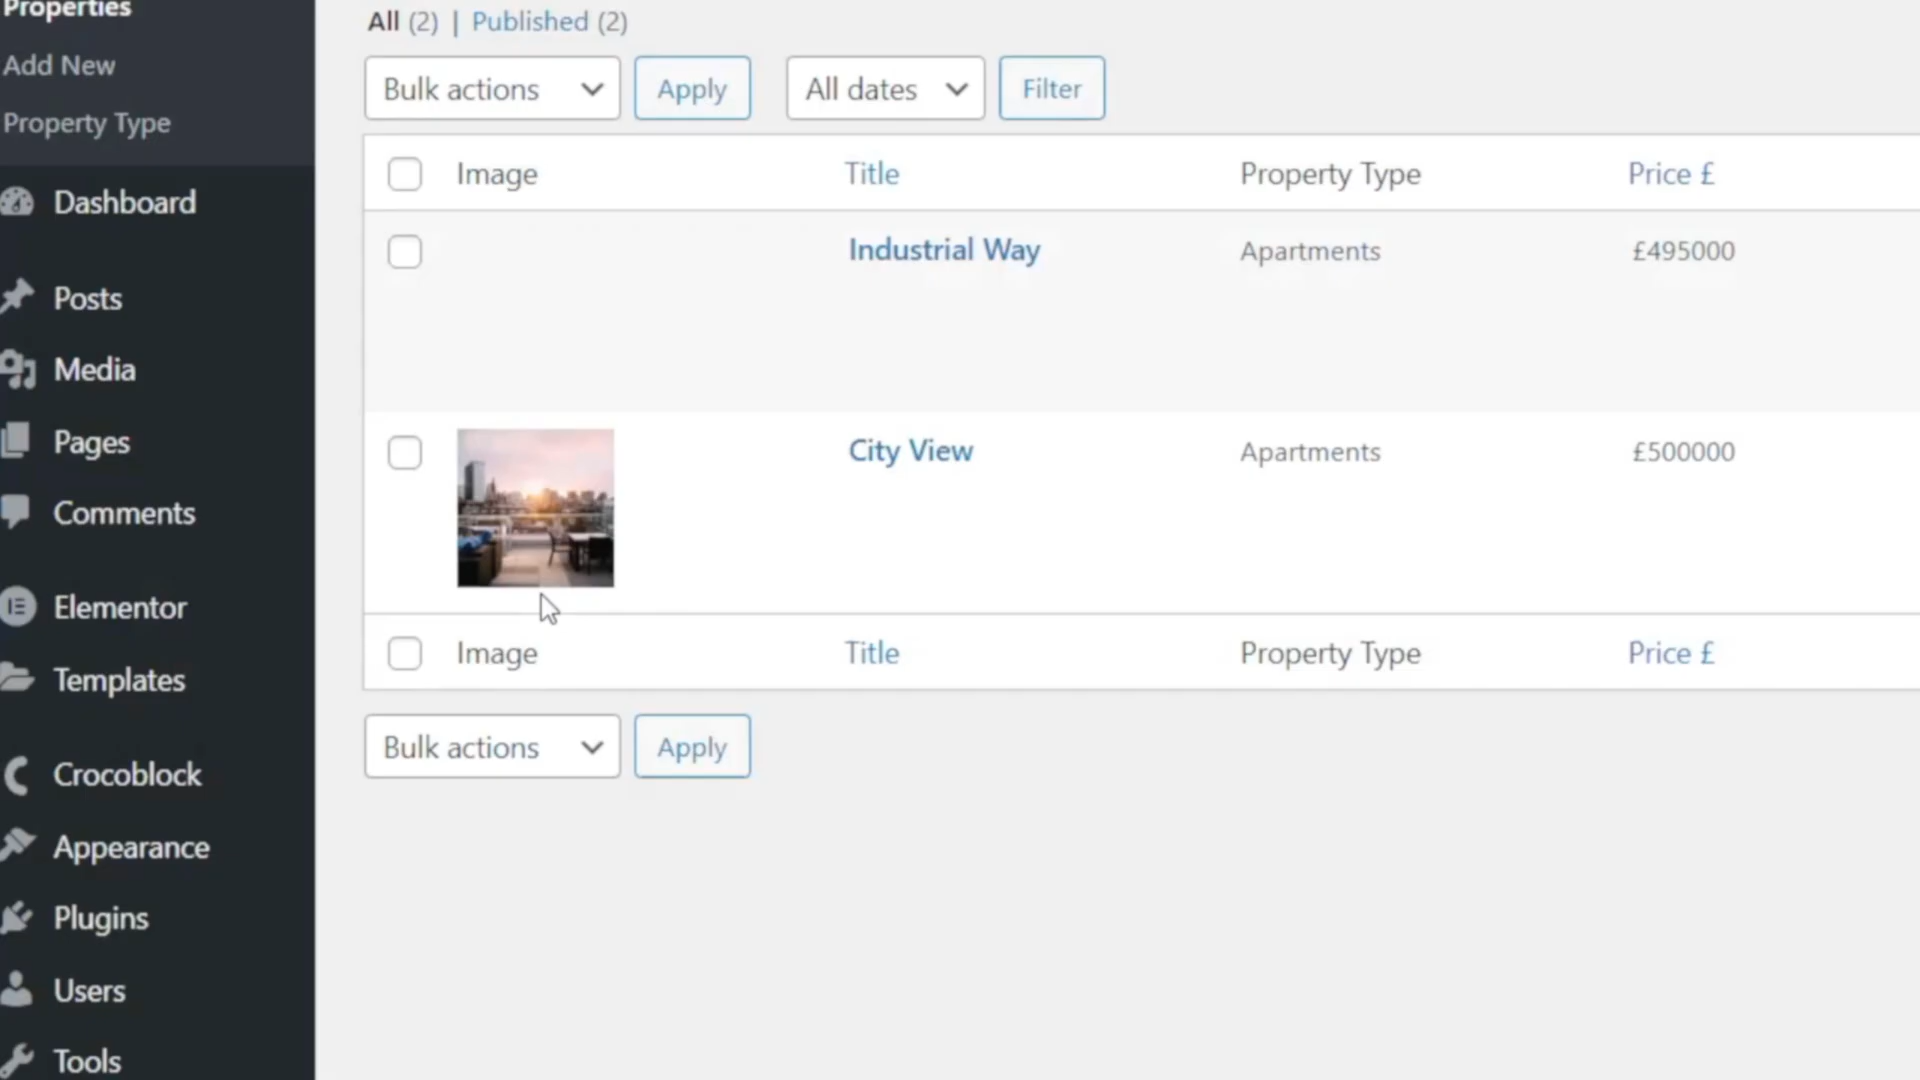 Properties
Add New
Property Type
Dashboard
Posts
Media
Pages
Comments
Elementor
Templates
Crocoblock
Appearance
Plugins
Users
Tools
All (2) | Published (2)
Bulk actions Apply All dates Filter
Image Title Property Type Price £
Industrial Way Apartments £495000
City View Apartments £500000
Image Title Property Type Price £
Bulk actions Apply